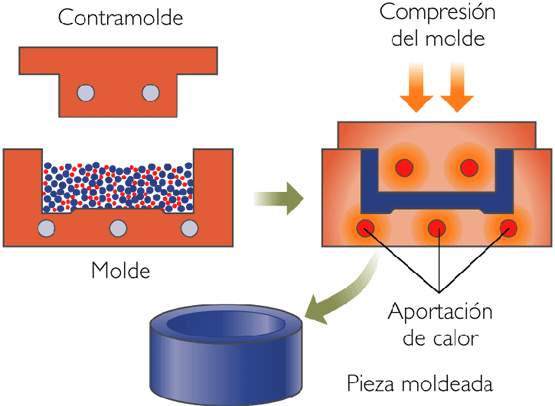 Contramolde
Compresión
del molde
Molde
Aportación
de calor
Pieza moldeada